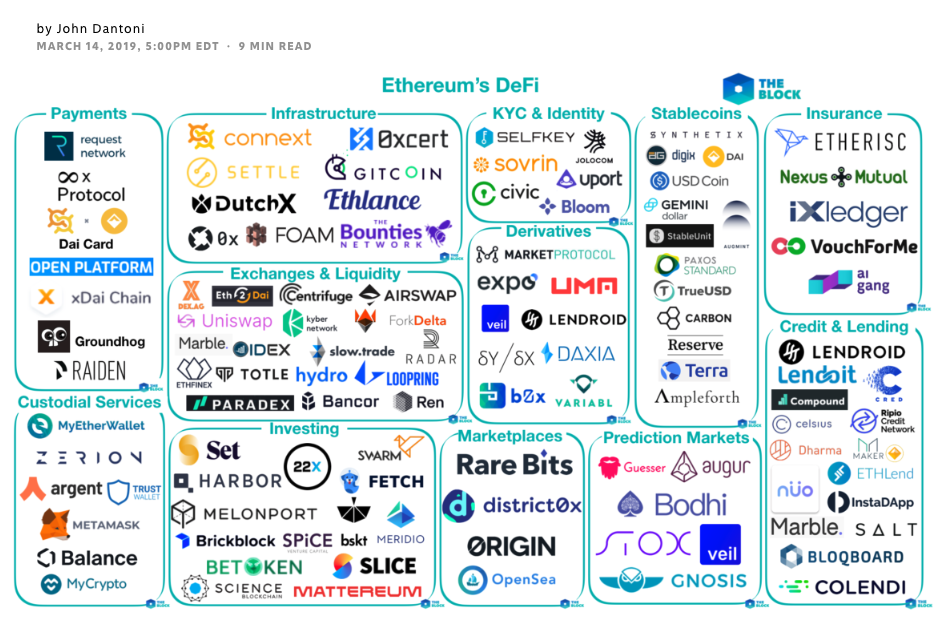 by John Dantoni
MARCH 14, 2019, 5:00PM EDT · 9 MIN READ
Ethereum's DeFi
THE BLOCK
Payments
request network
0x Protocol
Dai Card
OPEN PLATFORM
xDai Chain
Groundhog
RAIDEN
Custodial Services
MyEtherWallet
ZERION
argent
TRUST WALLET
METAMASK
Balance
MyCrypto
Infrastructure
connext
0xcert
SETTLE
GITCOIN
DutchX
Ethlance
0x
FOAM
THE Bounties NETWORK
Exchanges & Liquidity
DEX.AG
Eth2Dai
Centrifuge
AIRSWAP
Uniswap
kyber network
ForkDelta
Marble.
IDEX
slow.trade
RADAR
ETHFINEX
TOTLE
hydro
LOOPRING
PARADEX
Bancor
Ren
Investing
Set
22X
SWARM
HARBOR
FETCH
MELONPORT
Brickblock
SPiCE VENTURE CAPITAL
bskt
MERIDIO
BETOKEN
SLICE
SCIENCE BLOCKCHAIN
MATTEREUM
KYC & Identity
SELFKEY
JOLOCOM
sovrin
uport
civic
Bloom
Derivatives
MARKETPROTOCOL
expo
UMA
veil
LENDROID
δY/δX
DAXIA
b0x
VARIABL
Marketplaces
Rare Bits
district0x
ORIGIN
OpenSea
Stablecoins
SYNTHETIX
DG digix
DAI
USD Coin
GEMINI dollar
AUGMINT
StableUnit
PAXOS STANDARD
TrueUSD
CARBON
Reserve
Terra
Ampleforth
Prediction Markets
Guesser
augur
Bodhi
STOX
veil
GNOSIS
Insurance
ETHERISC
Nexus Mutual
iXledger
VouchForMe
ai gang
Credit & Lending
LENDROID
Lendoit
CRED
Compound
celsius
Ripio Credit Network
Dharma
MAKER
ETHLend
nüo
InstaDApp
Marble.
SALT
BLOQBOARD
COLENDI